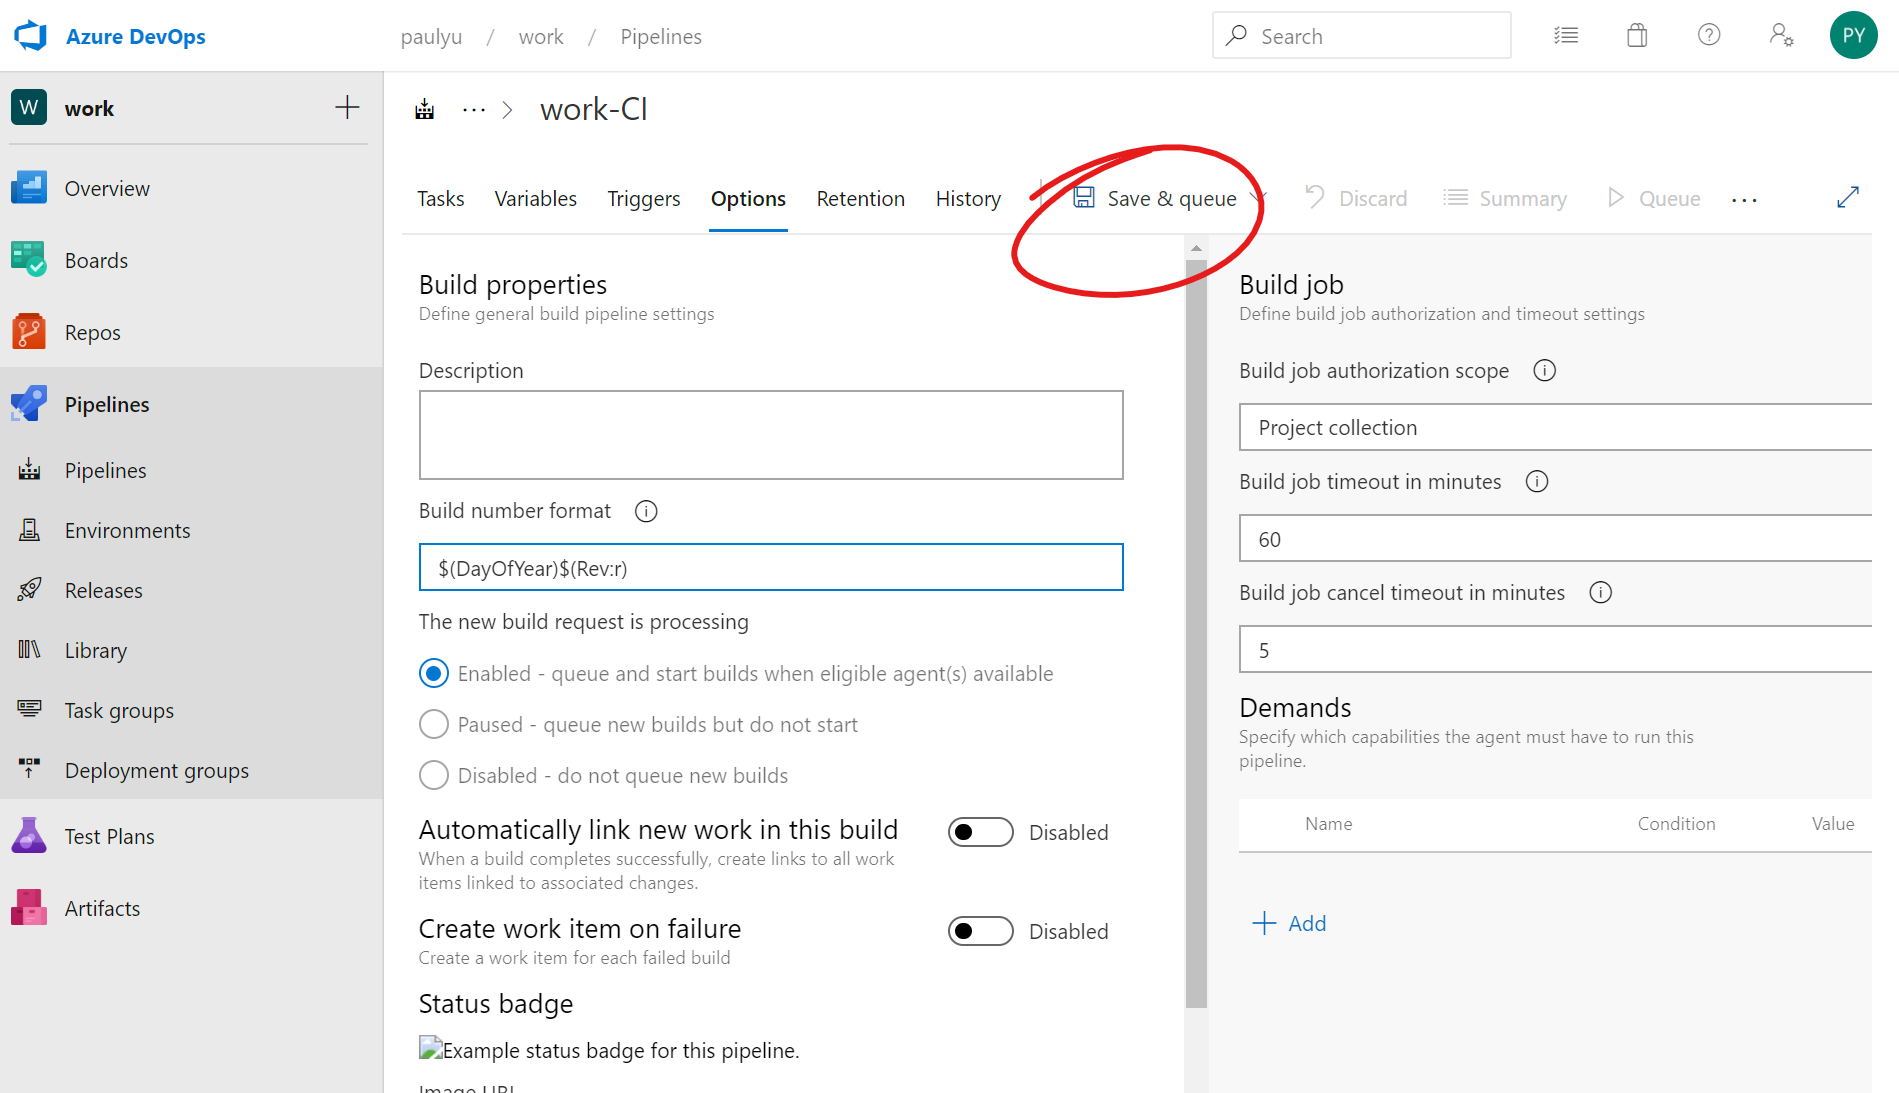 Azure DevOps
paulyu / work / Pipelines
Search
PY
W work
Overview
Boards
Repos
Pipelines
Pipelines
Environments
Releases
Library
Task groups
Deployment groups
Test Plans
Artifacts
··· > work-CI
Tasks Variables Triggers Options Retention History Save & queue Discard Summary Queue ···
Build properties
Define general build pipeline settings
Description
Build number format
$(DayOfYear)$(Rev:r)
The new build request is processing
Enabled - queue and start builds when eligible agent(s) available
Paused - queue new builds but do not start
Disabled - do not queue new builds
Automatically link new work in this build Disabled
When a build completes successfully, create links to all work
items linked to associated changes.
Create work item on failure Disabled
Create a work item for each failed build
Status badge
Example status badge for this pipeline.
Image URL
Build job
Define build job authorization and timeout settings
Build job authorization scope
Project collection
Build job timeout in minutes
60
Build job cancel timeout in minutes
5
Demands
Specify which capabilities the agent must have to run this
pipeline.
Name Condition Value
+ Add